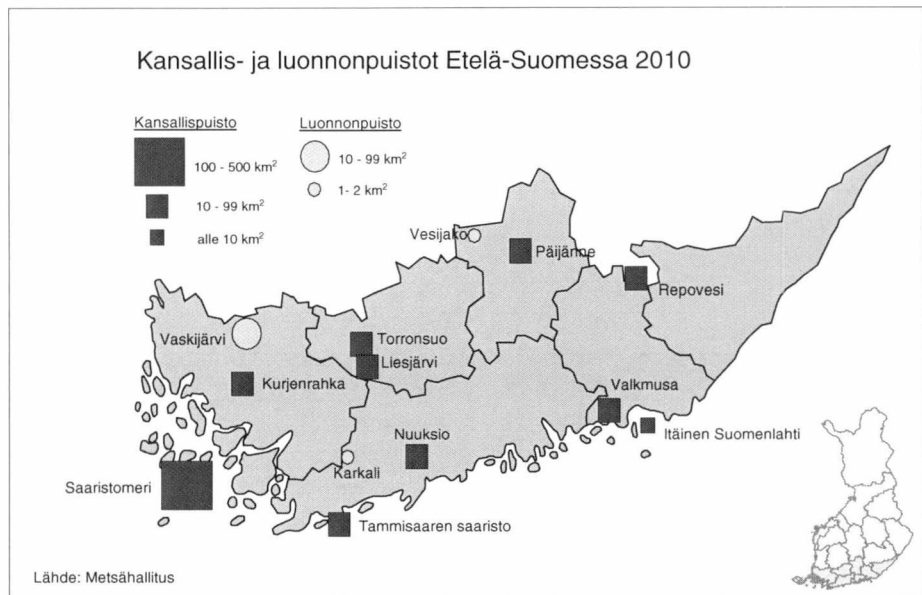 Kansallis- ja luonnonpuistot Etelä-Suomessa 2010
Kansallispuisto
100 - 500 km²
10 - 99 km²
alle 10 km²
Luonnonpuisto
10 - 99 km²
1- 2 km²
Vesijako
Päijänne
Repovesi
Vaskijärvi
Torronsuo
Liesjärvi
Kurjenrahka
Valkmusa
Itäinen Suomenlahti
Nuuksio
Karkali
Saaristomeri
Tammisaaren saaristo
Lähde: Metsähallitus